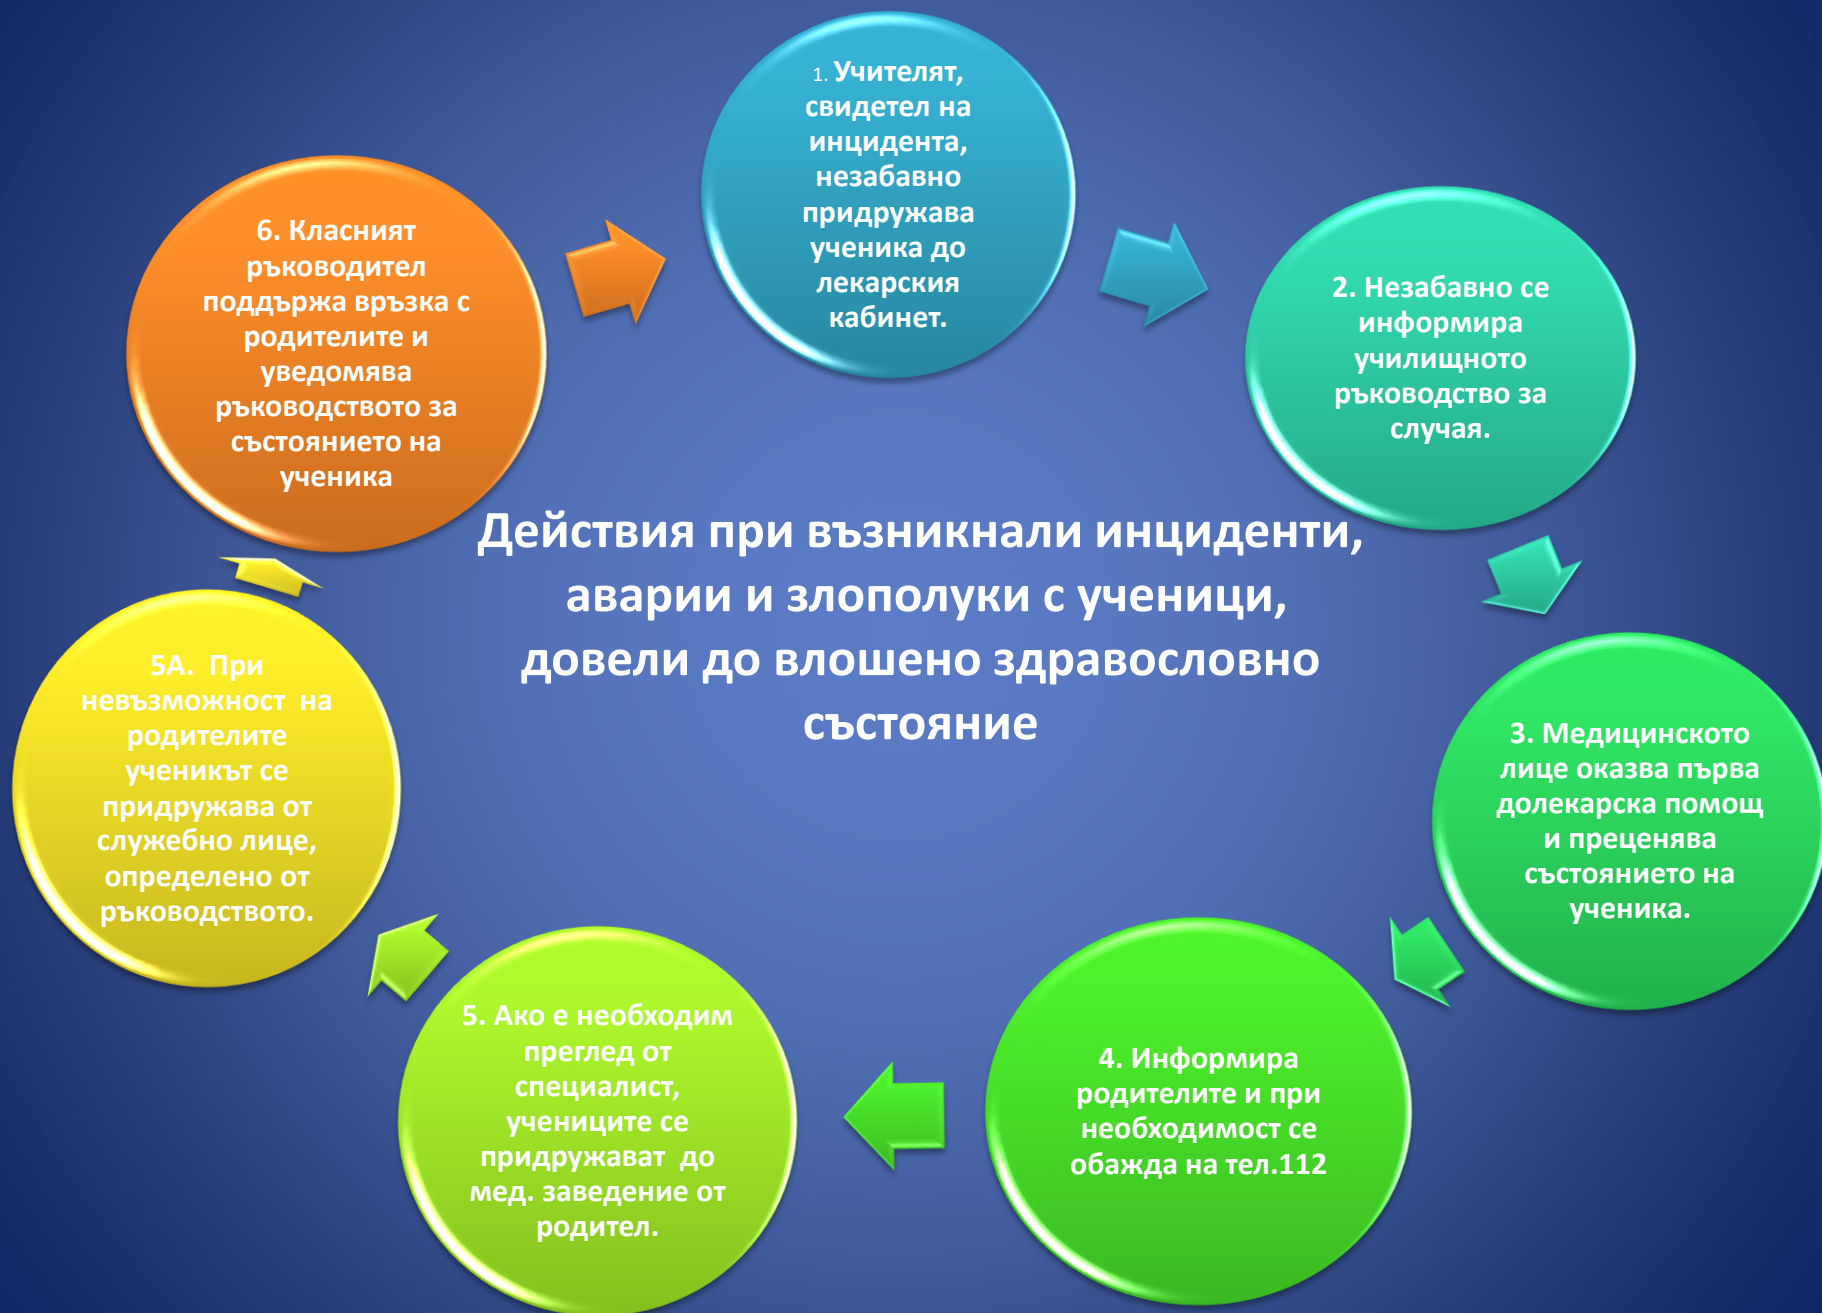 Действия при възникнали инциденти,
аварии и злополуки с ученици,
довели до влошено здравословно
състояние
1. Учителят,
свидетел на
инцидента,
незабавно
придружава
ученика до
лекарския
кабинет.
2. Незабавно се
информира
училищното
ръководство за
случая.
3. Медицинското
лице оказва първа
долекарска помощ
и преценява
състоянието на
ученика.
4. Информира
родителите и при
необходимост се
обажда на тел.112
5. Ако е необходим
преглед от
специалист,
учениците се
придружават до
мед. заведение от
родител.
5А. При
невъзможност на
родителите
ученикът се
придружава от
служебно лице,
определено от
ръководството.
6. Класният
ръководител
поддържа връзка с
родителите и
уведомява
ръководството за
състоянието на
ученика